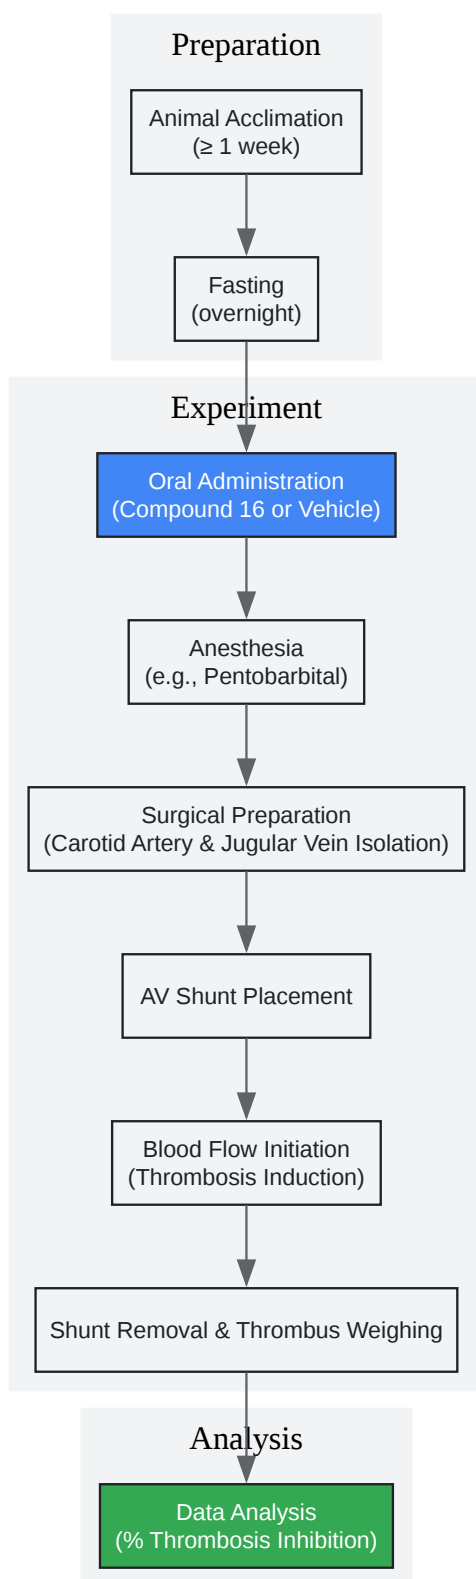 Preparation
Animal Acclimation
(≥ 1 week)
Fasting
(overnight)
Experiment
Oral Administration
(Compound 16 or Vehicle)
Anesthesia
(e.g., Pentobarbital)
Surgical Preparation
(Carotid Artery & Jugular Vein Isolation)
AV Shunt Placement
Blood Flow Initiation
(Thrombosis Induction)
Shunt Removal & Thrombus Weighing
Analysis
Data Analysis
(% Thrombosis Inhibition)